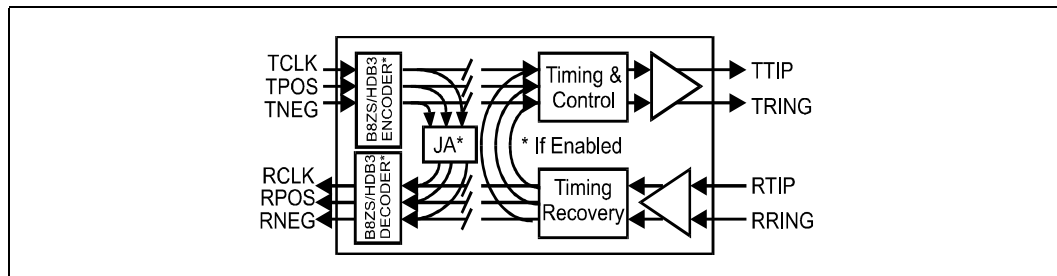 TCLK
TPOS
TNEG
B8ZS/HDB3
ENCODER*
Timing &
Control
TTIP
TRING
JA*
* If Enabled
RCLK
RPOS
RNEG
B8ZS/HDB3
DECODER*
Timing
Recovery
RTIP
RRING